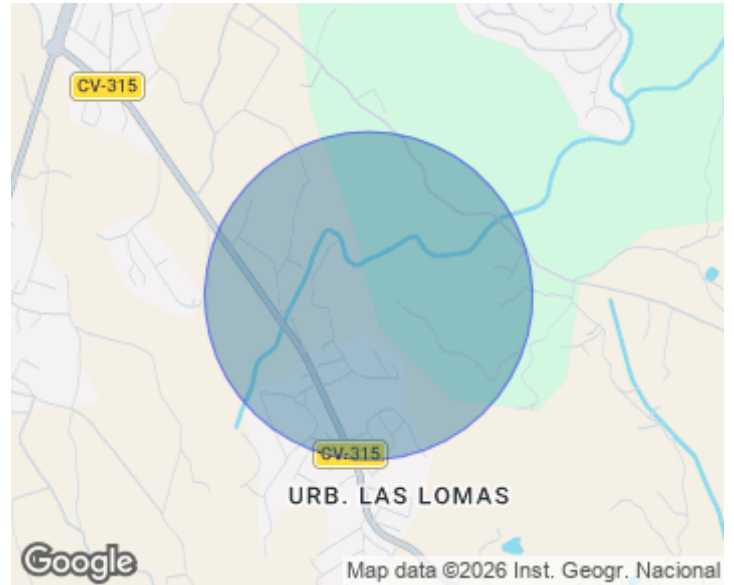 CV-315
CV-315
URB. LAS LOMAS
Google
Map data ©2026 Inst. Geogr. Nacional